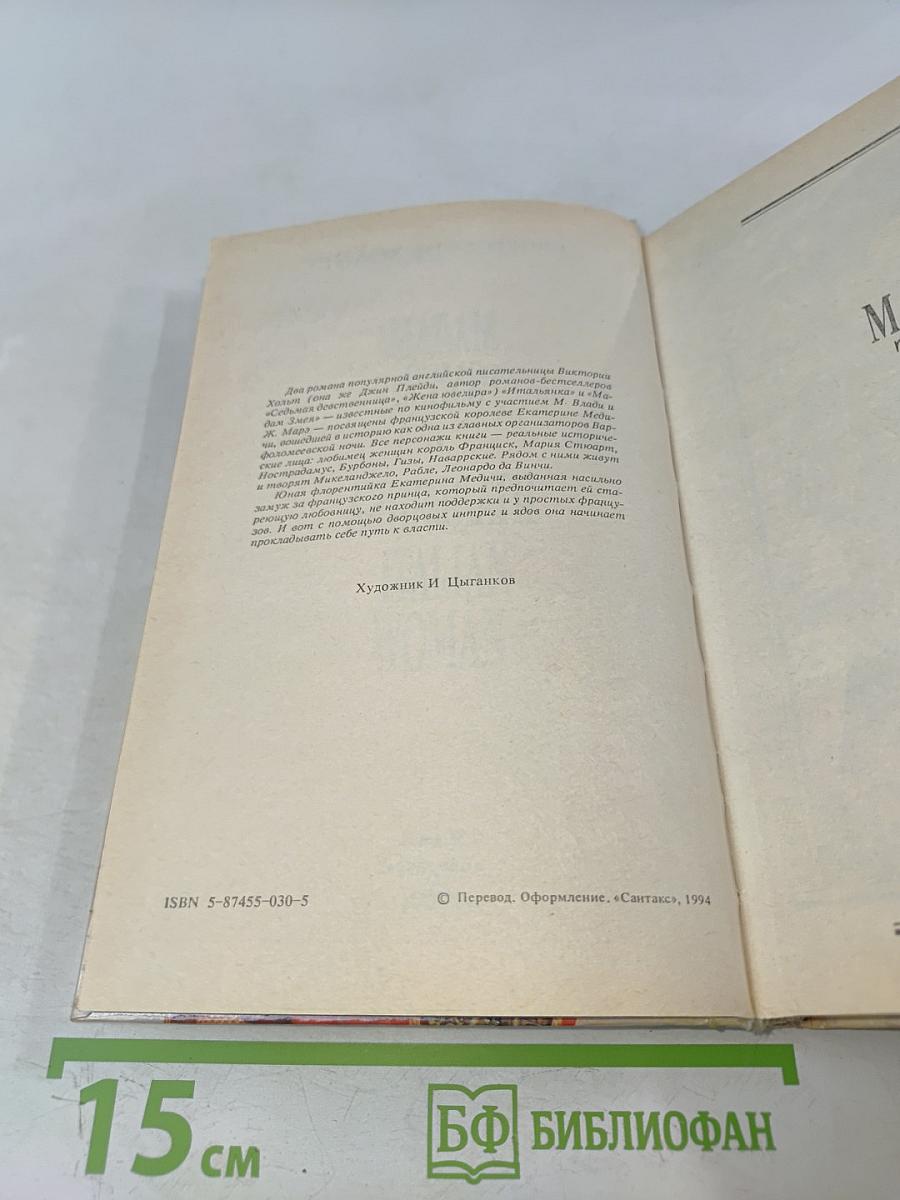 Два романа популярной английской писательницы Виктории
Хольт (она же Джин Плейди, автор романов-бестселлеров
«Седьмая девственница», «Жена ювелира») «Итальянка» и «Ма-
дам Змея» — известные по кинофильму с участием М. Влади и
Ж. Марэ — посвящены французской королеве Екатерине Меди-
чи, вошедшей в историю как одна из главных организаторов Вар-
фоломеевской ночи. Все персонажи книги — реальные историче-
ские лица: любимец женщин король Франциск, Мария Стюарт,
Нострадамус, Бурбоны, Гизы, Наваррские. Рядом с ними живут
и творят Микеланджело, Рабле, Леонардо да Винчи.
Юная флорентийка Екатерина Медичи, выданная насильно
замуж за французского принца, который предпочитает ей ста-
реющую любовницу, не находит поддержки и у простых францу-
зов. И вот с помощью дворцовых интриг и ядов она начинает
прокладывать себе путь к власти.
Художник И Цыганков
ISBN 5-87455-030-5
© Перевод. Оформление. «Сантакс», 1994
М
15 см
БФ БИБЛИОФАН